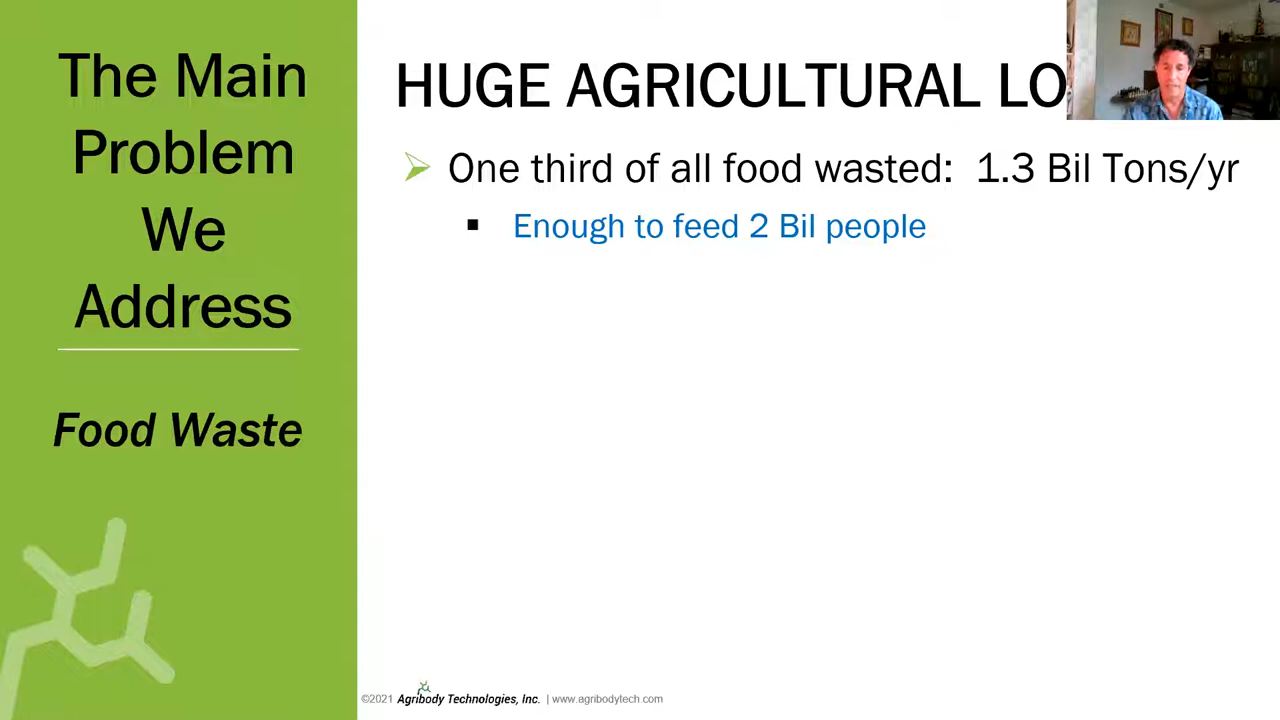 The Main
Problem
We
Address
Food Waste
HUGE AGRICULTURAL
One third of all food wasted: 1.3 Bil Tons/yr
Enough to feed 2 Bil people
©2021 Agribody Technologies, Inc. | www.agribodytech.com